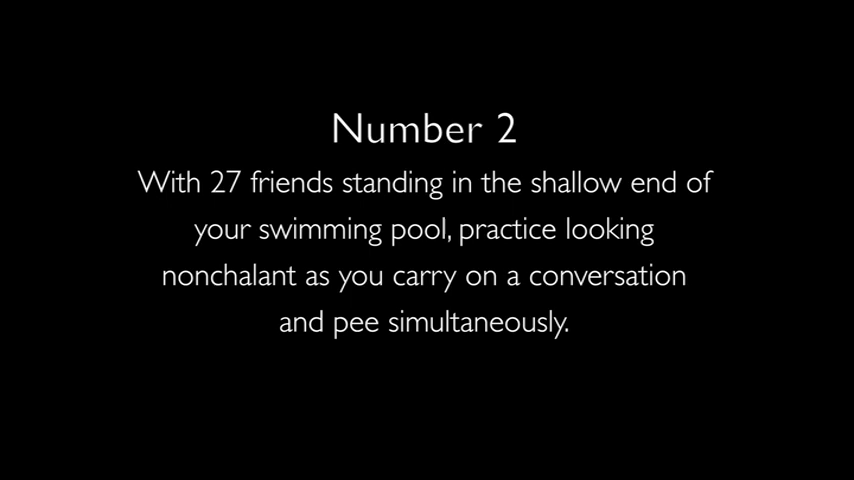 Number 2
With 27 friends standing in the shallow end of
your swimming pool, practice looking
nonchalant as you carry on a conversation
and pee simultaneously.